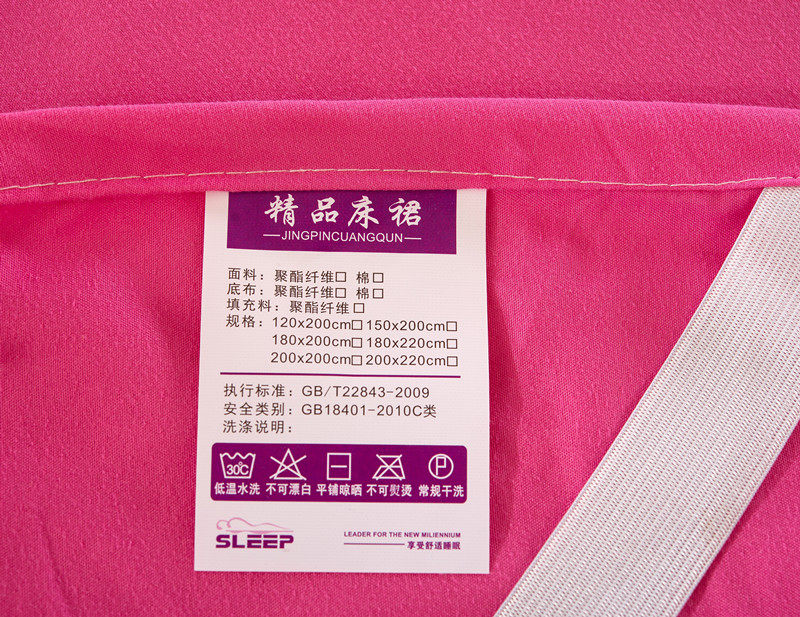 精品床裙
JINGPINCUANGQUN
面料：聚酯纤维□ 棉□
底布：聚酯纤维□ 棉□
填充料：聚酯纤维□
规格：120x200cm□ 150x200cm□
180x200cm□ 180x220cm□
200x200cm□ 200x220cm□
执行标准：GB/T22843-2009
安全类别：GB18401-2010C类
洗涤说明：
30℃ P
低温水洗 不可漂白 平铺晾晒 不可熨烫 常规干洗
SLEEP
LEADER FOR THE NEW MILIENNIUM
享受舒适睡眠